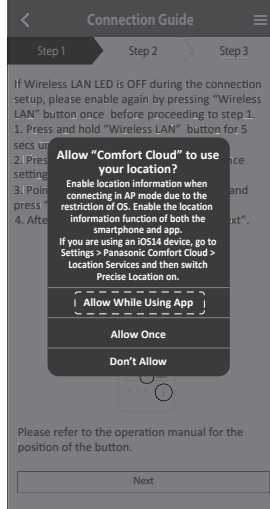 Connection Guide
Step 1
Step 2
Step 3
If Wireless LAN LED is OFF during the connection
setup, please enable again by pressing "Wireless
LAN" button once before proceeding to step 1.
1. Press and hold "Wireless LAN" button for 5
secs
2. Pres
setting
3. Poin
and
press "
4. Afte
Allow "Comfort Cloud" to use
your location?
Enable location information when
connecting in AP mode due to the
restriction of OS. Enable the location
information function of both the
smartphone and app.
If you are using an iOS14 device, go to
Settings > Panasonic Comfort Cloud >
Location Services and then switch
Precise Location on.
Allow While Using App
Allow Once
Don't Allow
Please refer to the operation manual for the
position of the button.
Next